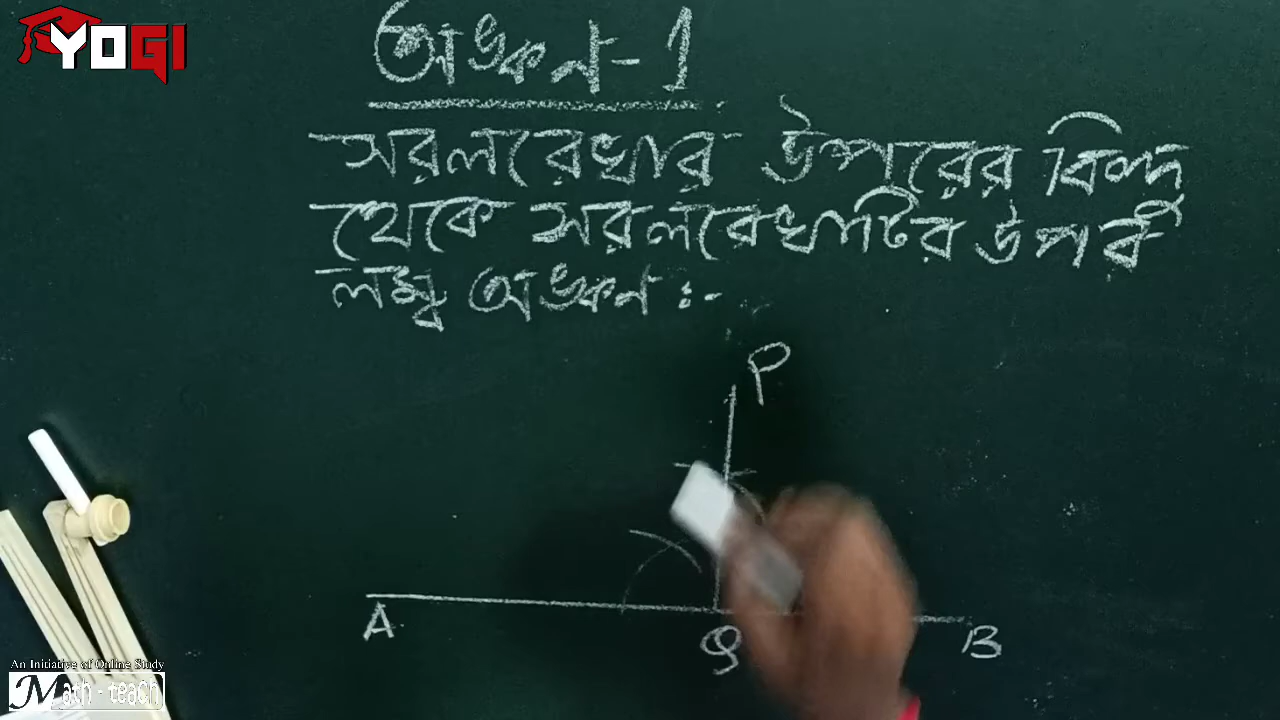 YOGI
অঙ্কন-1
সরলরেখার উপরের বিন্দু
থেকে সরলরেখাটির উপর
লম্ব অঙ্কন :-
P
A
Q
B
An Initiative of Online Study
Math-teach